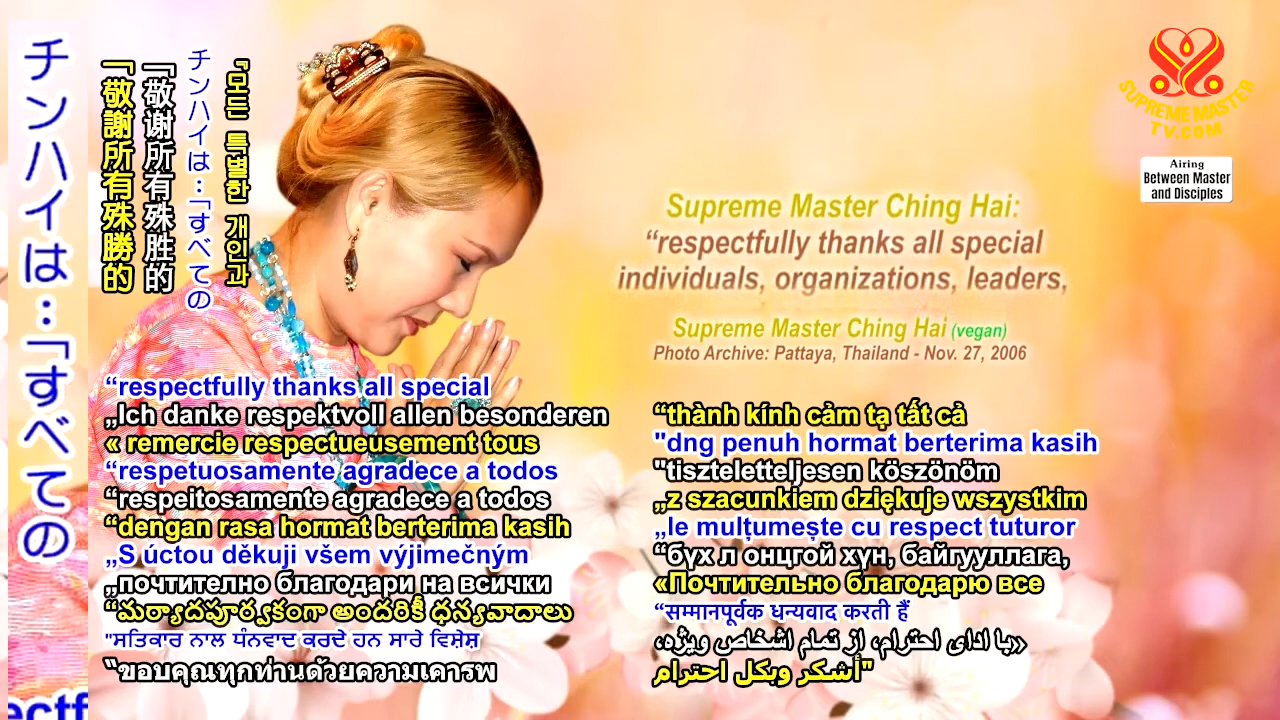 チンハイは：「すべての
「敬謝所有殊勝的
「敬谢所有殊胜的
チンハイは：「すべての
『모든 특별한 개인과
SUPREME MASTER
TV.COM
Airing
Between Master
and Disciples
Supreme Master Ching Hai:
“respectfully thanks all special
individuals, organizations, leaders,
Supreme Master Ching Hai (vegan)
Photo Archive: Pattaya, Thailand - Nov. 27, 2006
“respectfully thanks all special
„Ich danke respektvoll allen besonderen
« remercie respectueusement tous
“respetuosamente agradece a todos
“respeitosamente agradece a todos
“dengan rasa hormat berterima kasih
„S úctou děkuji všem výjimečným
„почтително благодари на всички
“మర్యాదపూర్వకంగా అందరికీ ధన్యవాదాలు
"ਸਤਿਕਾਰ ਨਾਲ ਧੰਨਵਾਦ ਕਰਦੇ ਹਨ ਸਾਰੇ ਵਿਸ਼ੇਸ਼
“ขอบคุณทุกท่านด้วยความเคารพ
“thành kính cảm tạ tất cả
"dng penuh hormat berterima kasih
"tiszteletteljesen köszönöm
„z szacunkiem dziękuje wszystkim
„le mulțumește cu respect tuturor
“бүх л онцгой хүн, байгууллага,
«Почтительно благодарю все
“सम्मानपूर्वक धन्यवाद करती हैं
«با ادای احترام، از تمام اشخاص ویژه،
"أشكر وبكل احترام
ectf